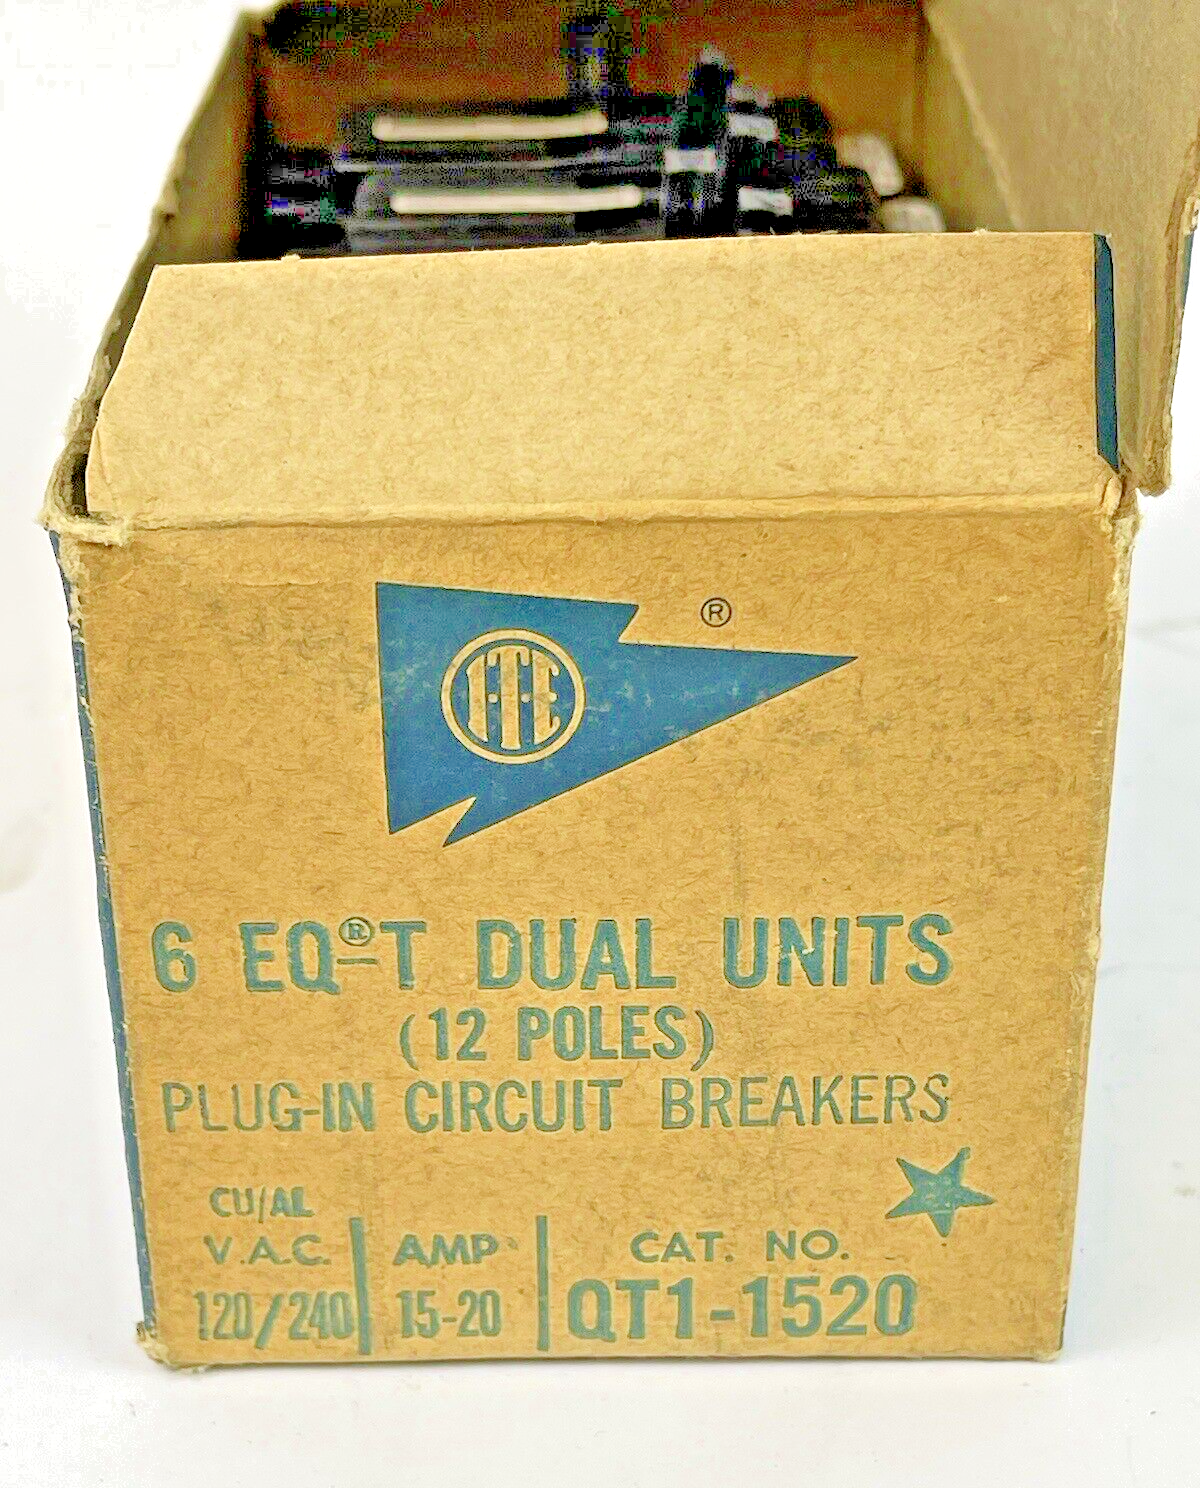 ®
ITE
6 EQ®-T DUAL UNITS
(12 POLES)
PLUG-IN CIRCUIT BREAKERS
CU/AL
V.A.C. AMP CAT. NO.
120/240 15-20 QT1-1520